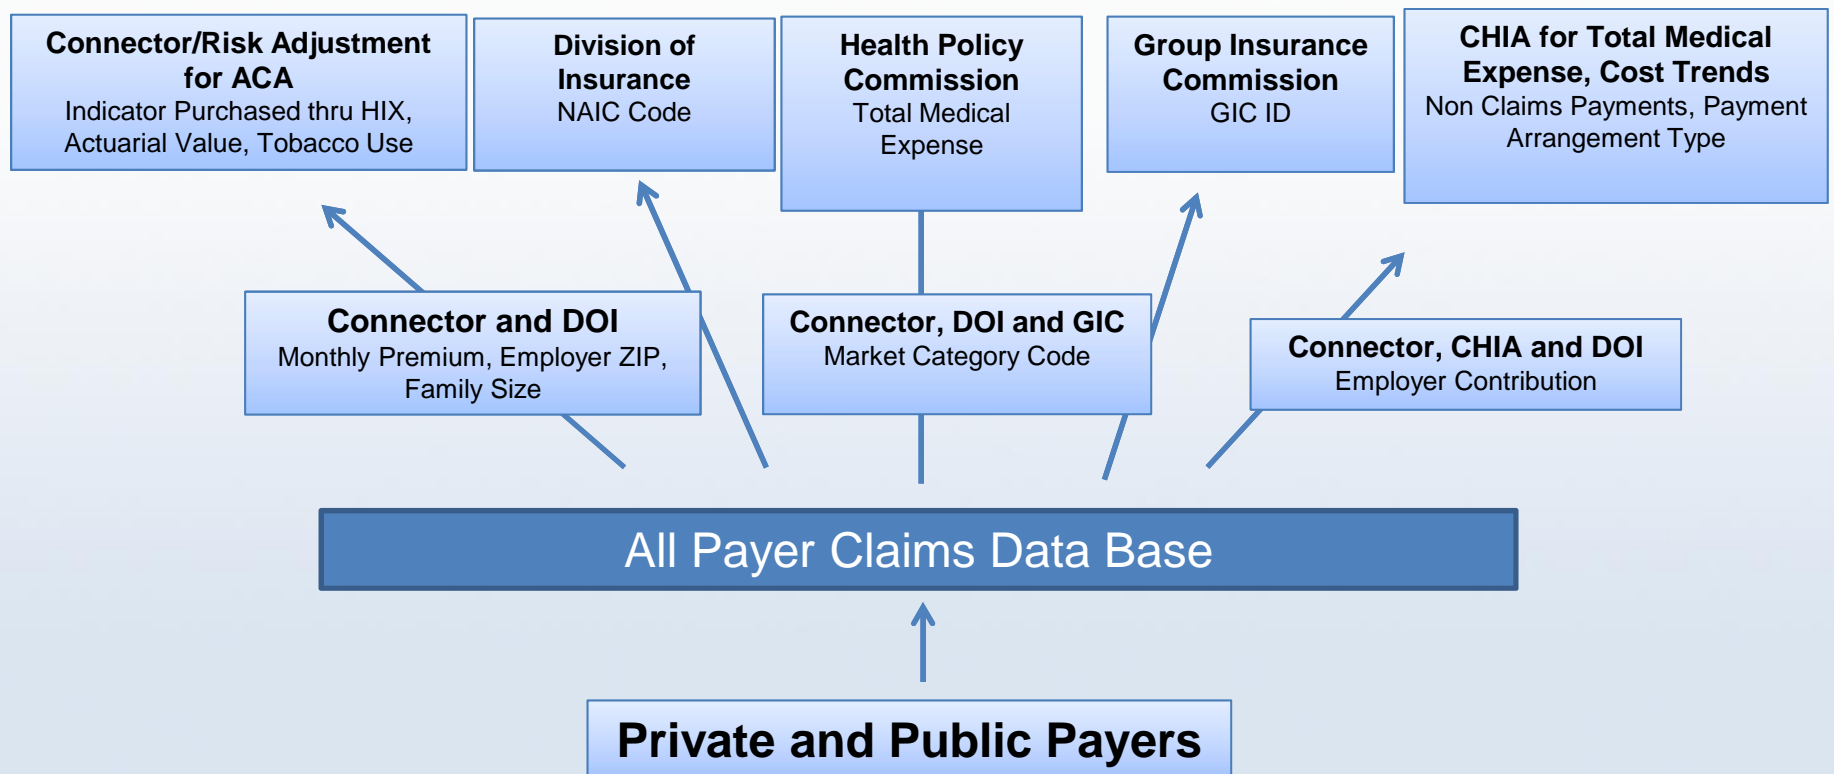 Connector/Risk Adjustment
for ACA
Indicator Purchased thru HIX,
Actuarial Value, Tobacco Use
Division of
Insurance
NAIC Code
Health Policy
Commission
Total Medical
Expense
Group Insurance
Commission
GIC ID
CHIA for Total Medical
Expense, Cost Trends
Non Claims Payments, Payment
Arrangement Type
Connector and DOI
Monthly Premium, Employer ZIP,
Family Size
Connector, DOI and GIC
Market Category Code
Connector, CHIA and DOI
Employer Contribution
All Payer Claims Data Base
Private and Public Payers